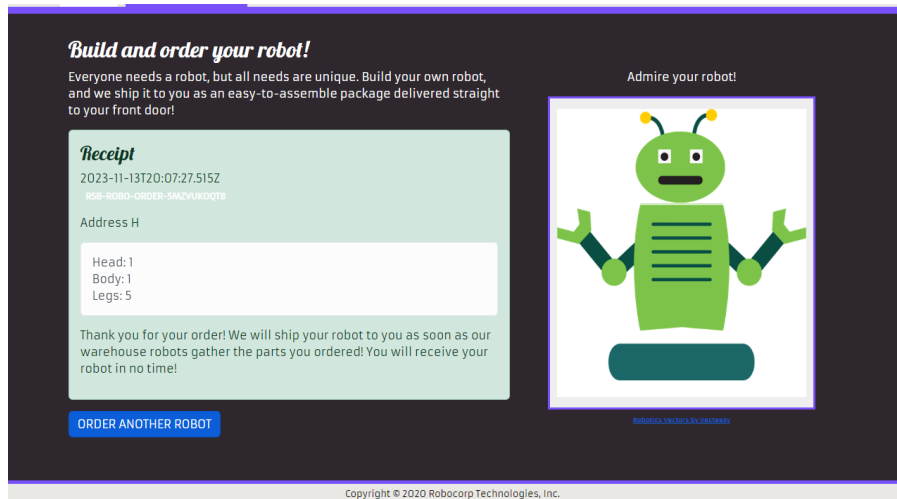 Build and order your robot!
Everyone needs a robot, but all needs are unique. Build your own robot,
and we ship it to you as an easy-to-assemble package delivered straight
to your front door!
Receipt
2023-11-13T20:07:27.515Z
RSB-ROBO-ORDER-5MZVUKOQT8
Address H
Head: 1
Body: 1
Legs: 5
Thank you for your order! We will ship your robot to you as soon as our
warehouse robots gather the parts you ordered! You will receive your
robot in no time!
ORDER ANOTHER ROBOT
Admire your robot!
Robotics Vectors by Vecteezy
Copyright © 2020 Robocorp Technologies, Inc.